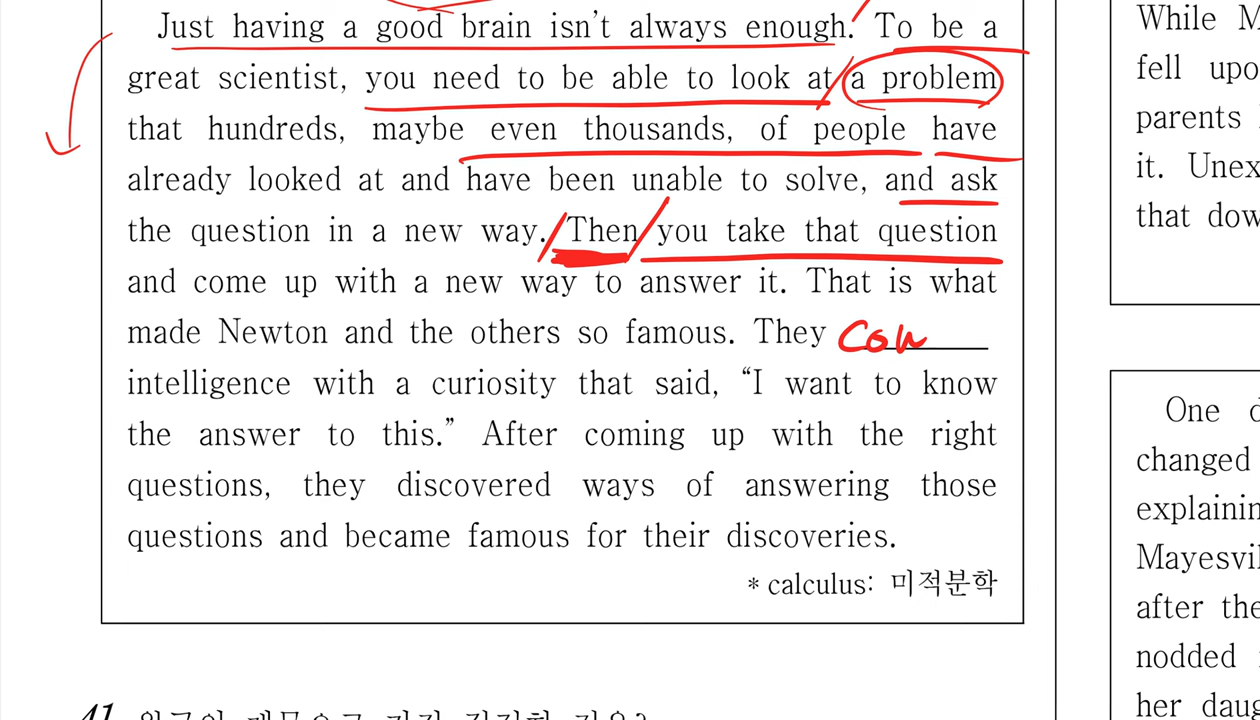 Just having a good brain isn't always enough. To be a
great scientist, you need to be able to look at a problem
that hundreds, maybe even thousands, of people have
already looked at and have been unable to solve, and ask
the question in a new way. Then you take that question
and come up with a new way to answer it. That is what
made Newton and the others so famous. They
intelligence with a curiosity that said, “I want to know
the answer to this.” After coming up with the right
questions, they discovered ways of answering those
questions and became famous for their discoveries.
* calculus: 미적분학
41
While M
fell upo
parents
it. Unex
that dow
One d
changed
explainin
Mayesvil
after the
nodded
her daug